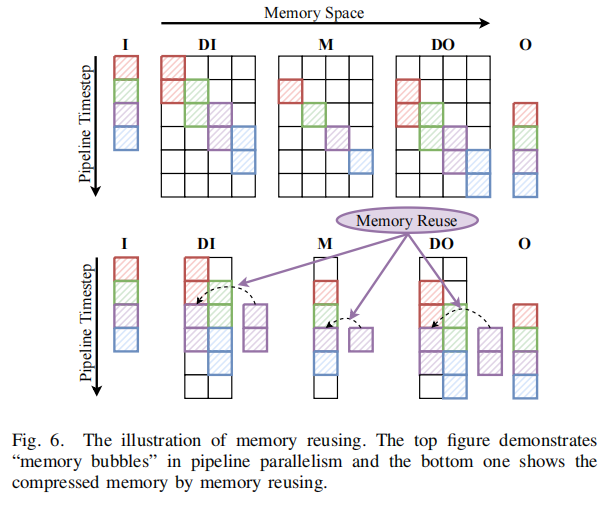 Memory Space
I DI M DO O
Pipeline Timestep
Memory Reuse
I DI M DO O
Pipeline Timestep
Fig. 6. The illustration of memory reusing. The top figure demonstrates
“memory bubbles” in pipeline parallelism and the bottom one shows the
compressed memory by memory reusing.